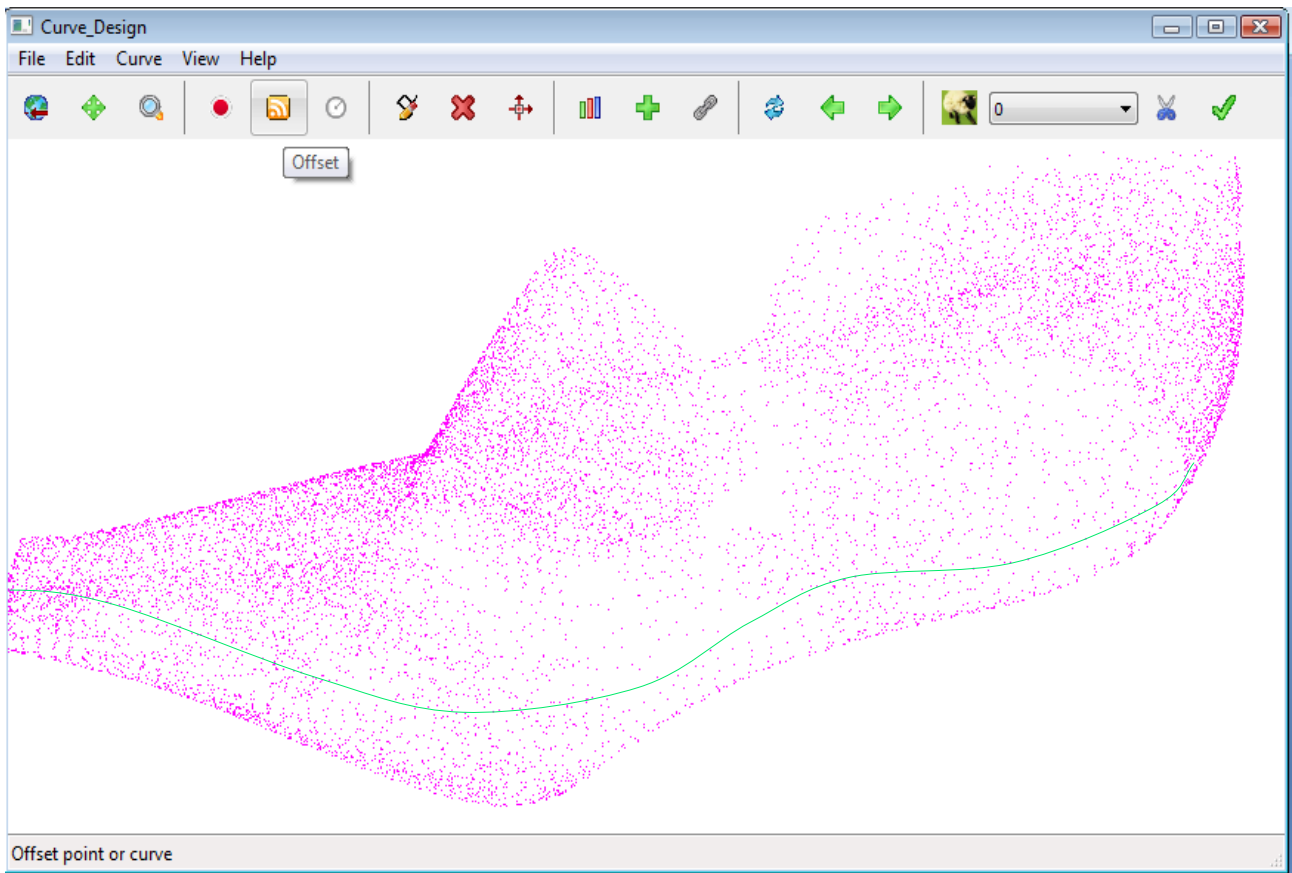 Curve_Design
File Edit Curve View Help
0
Offset
Offset point or curve